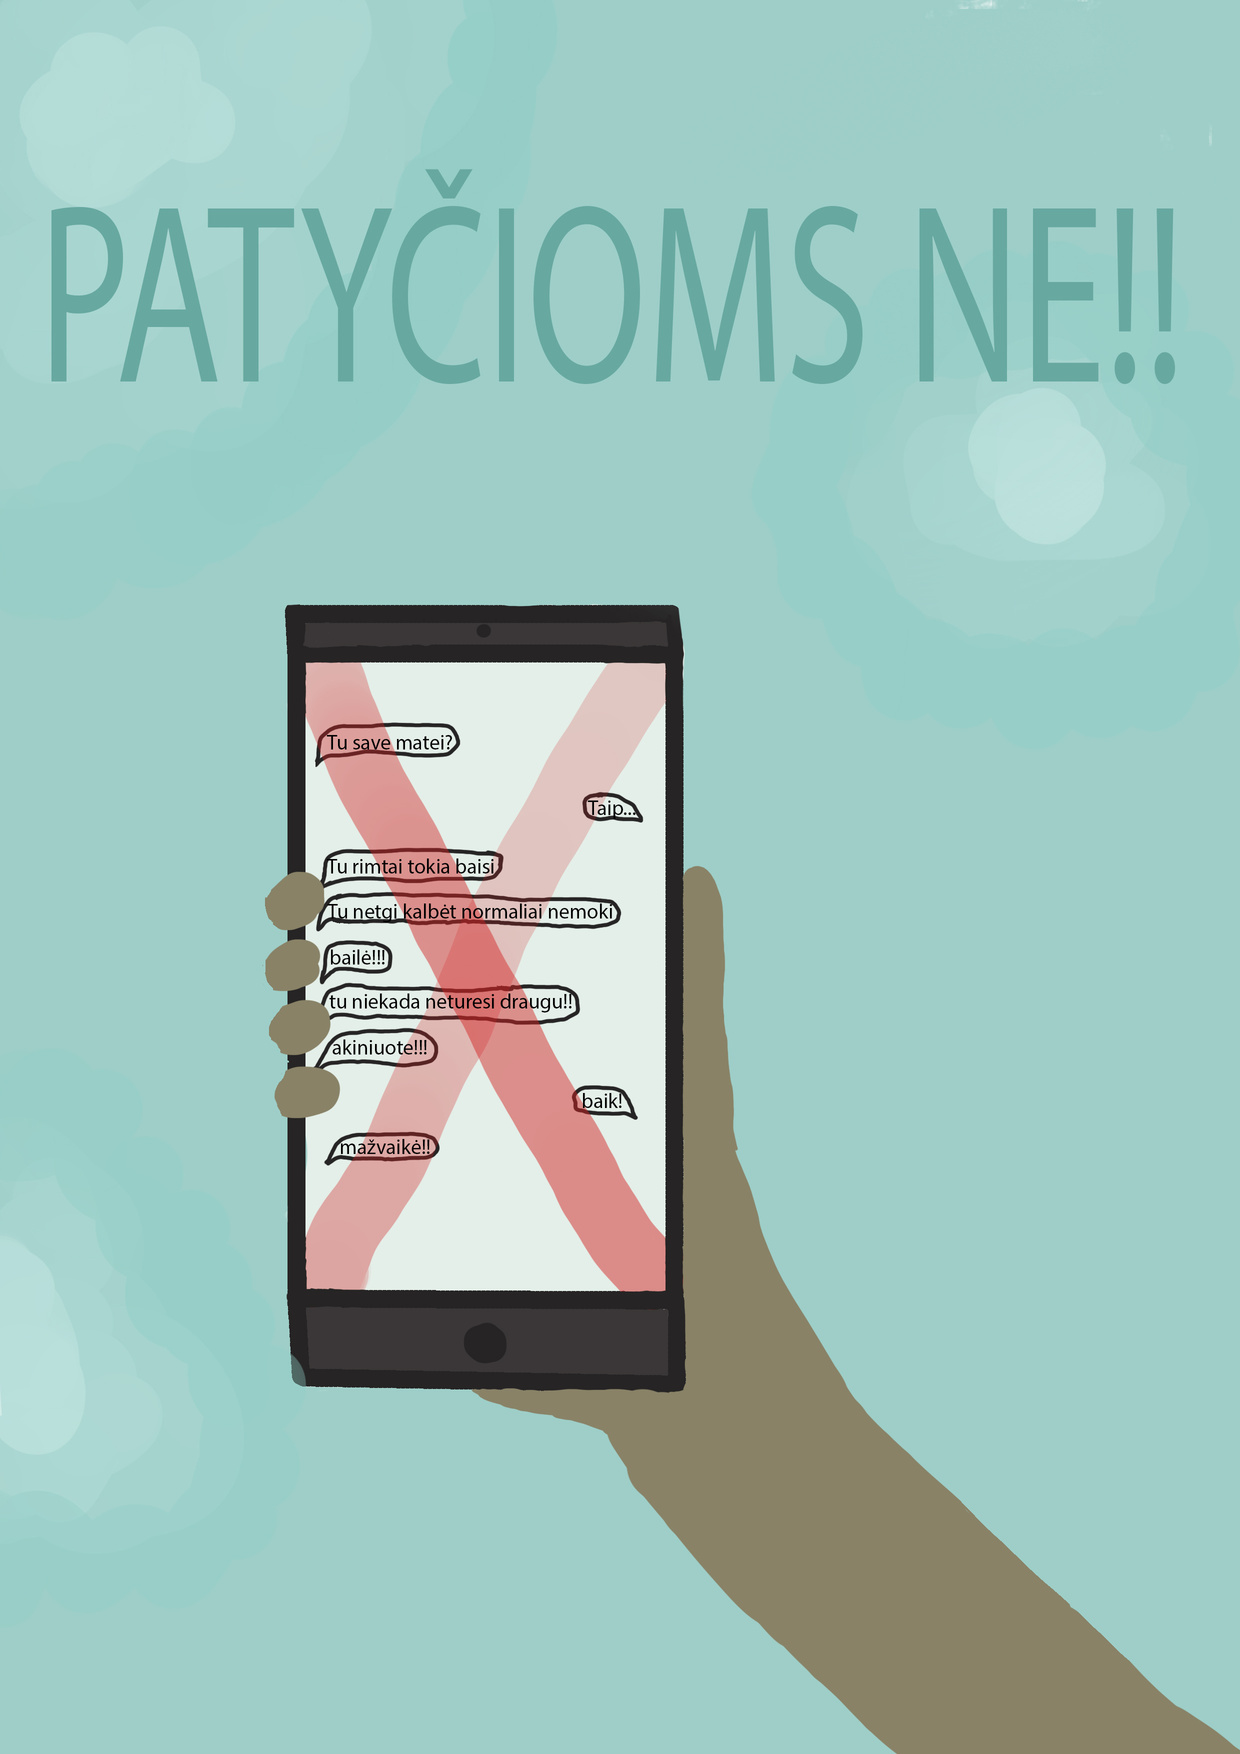 PATYČIOMS NE!!
Tu save matei?
Taip...
Tu rimtai tokia baisi
Tu netgi kalbėt normaliai nemoki
bailė!!!
tu niekada neturesi draugu!!
akiniuote!!!
baik!
mažvaikė!!